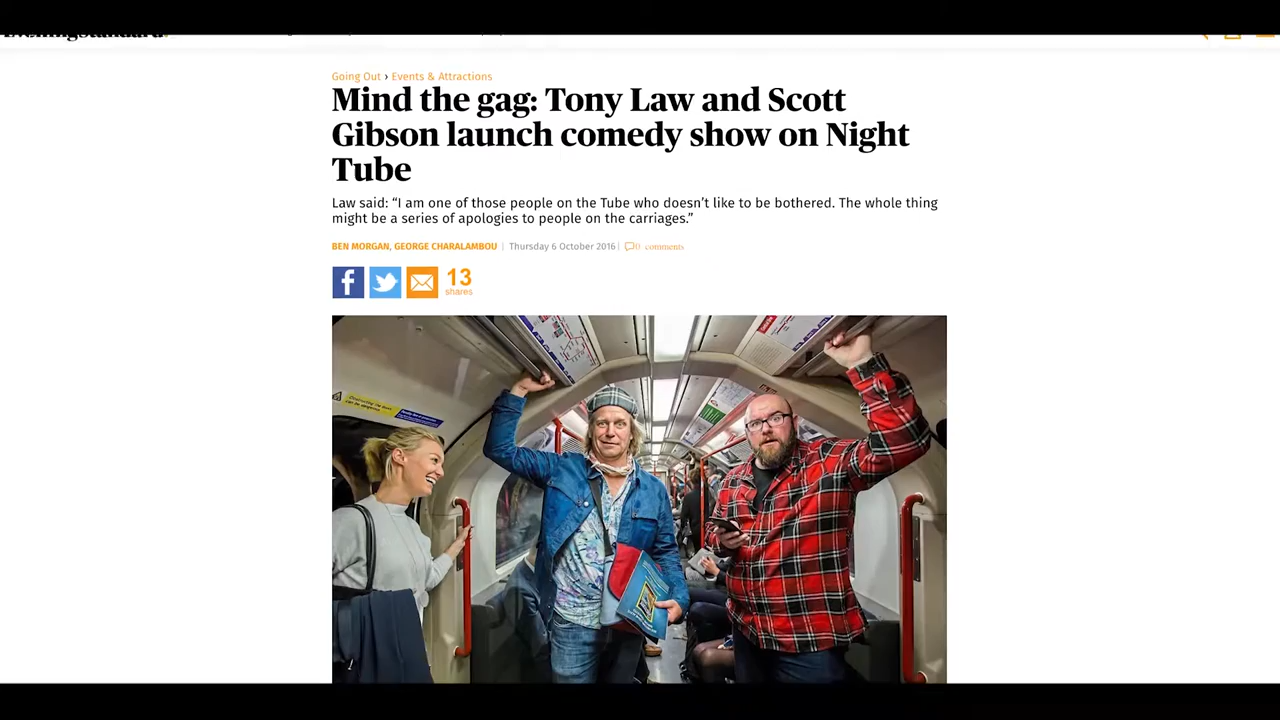 Going Out › Events & Attractions
Mind the gag: Tony Law and Scott
Gibson launch comedy show on Night
Tube
Law said: “I am one of those people on the Tube who doesn’t like to be bothered. The whole thing
might be a series of apologies to people on the carriages.”
BEN MORGAN, GEORGE CHARALAMBOU | Thursday 6 October 2016 | 0 comments
13
shares